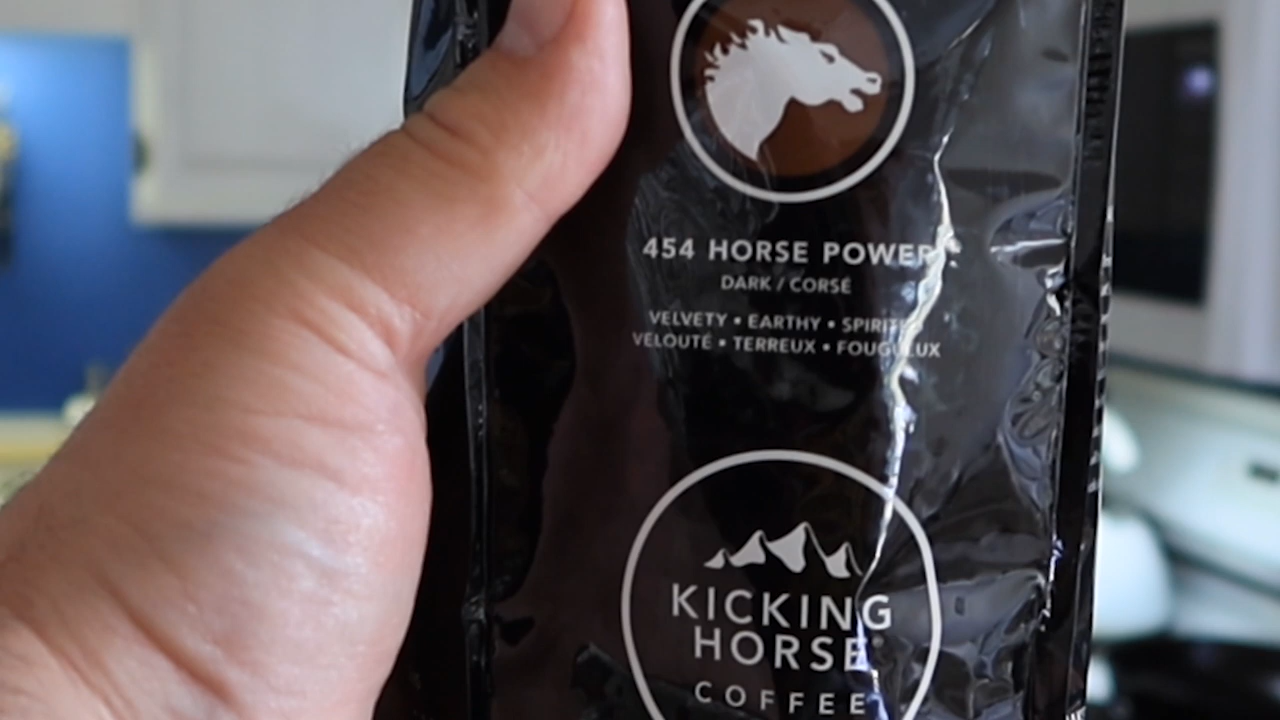 454 HORSE POWER
DARK / CORSÉ
VELVETY • EARTHY •
VELOUTÉ • TERREUX •
KICKING
HORSE®
COFFEE